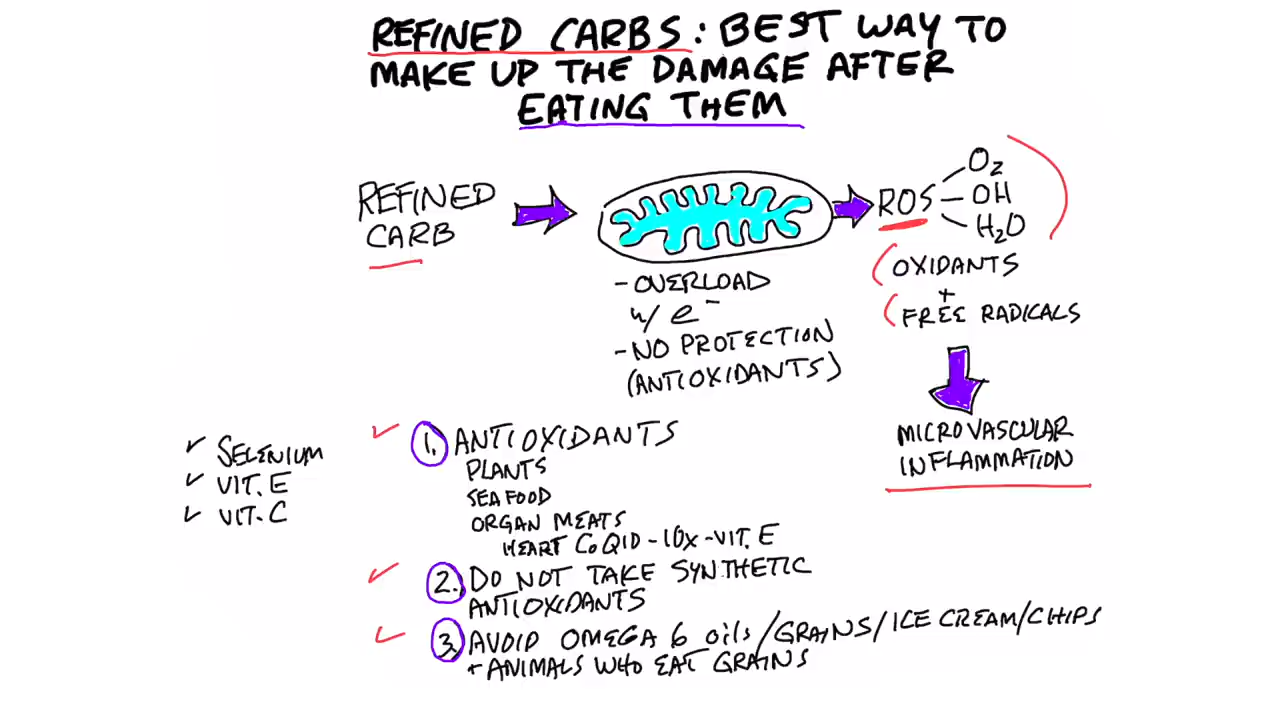 REFINED CARBS: BEST WAY TO
MAKE UP THE DAMAGE AFTER
EATING THEM
REFINED
CARB
- OVERLOAD
w/ e⁻
- NO PROTECTION
(ANTIOXIDANTS)
ROS
O₂
OH
H₂O
OXIDANTS
+
FREE RADICALS
MICROVASCULAR
INFLAMMATION
✓ SELENIUM
✓ VIT. E
✓ VIT. C
✓ 1. ANTIOXIDANTS
PLANTS
SEAFOOD
ORGAN MEATS
HEART CoQ10 - 10x - VIT. E
✓ 2. DO NOT TAKE SYNTHETIC
ANTIOXIDANTS
✓ 3. AVOID OMEGA 6 oils/GRAINS/ICE CREAM/CHIPS
+ ANIMALS WHO EAT GRAINS